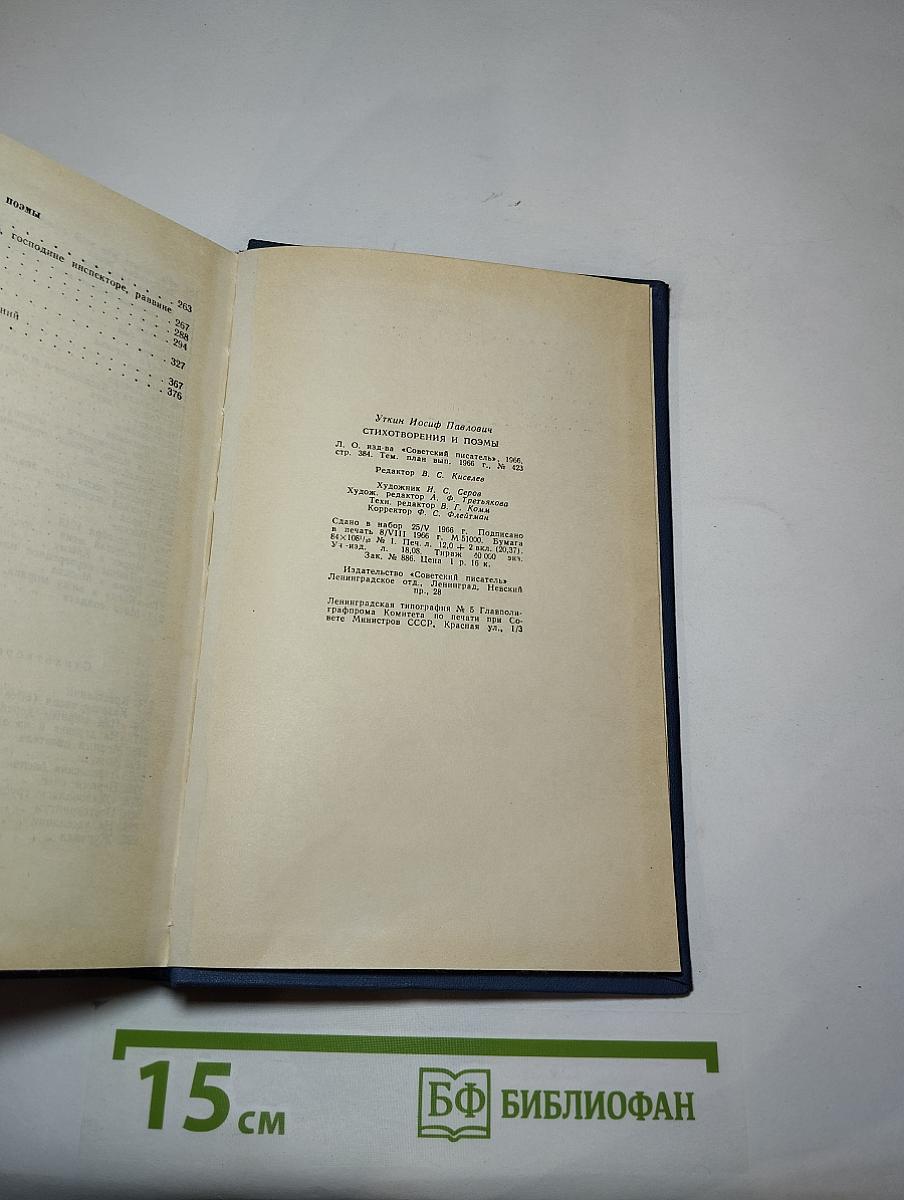 поэмы
господине инспекторе, раввине
263
267
288
294
327
367
376
Уткин Иосиф Павлович
СТИХОТВОРЕНИЯ И ПОЭМЫ
Л. О. изд-ва «Советский писатель», 1966,
стр. 384. Тем. план вып. 1966 г., № 423
Редактор В. С. Киселев
Художник Н. С. Серов
Худож. редактор А. Ф. Третьякова
Техн. редактор В. Г. Комм
Корректор Ф. С. Флейтман
Сдано в набор 25/V 1966 г. Подписано
в печать 8/VIII 1966 г. М 51000. Бумага
84×108¹/₃₂ № 1. Печ. л. 12,0 + 2 вкл. (20,37).
Уч-изд. л. 18,08. Тираж 40 000 экз.
Зак. № 886. Цена 1 р. 16 к.
Издательство «Советский писатель»
Ленинградское отд., Ленинград, Невский
пр., 28
Ленинградская типография № 5 Главполи-
графпрома Комитета по печати при Со-
вете Министров СССР, Красная ул., 1/3
15 см
БФ БИБЛИОФАН